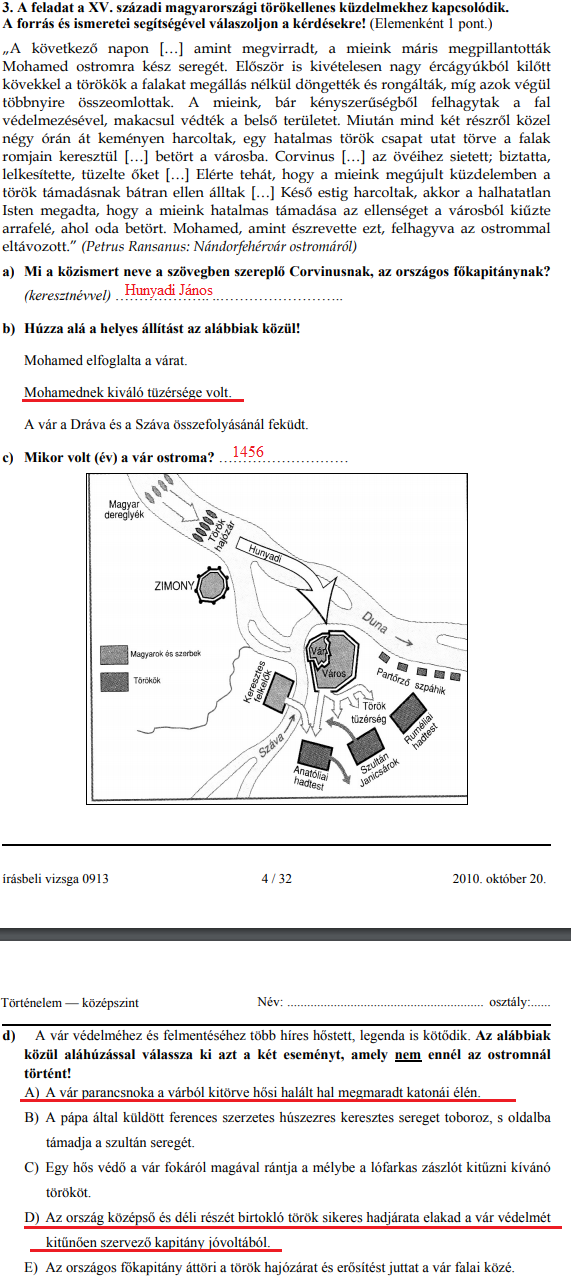 3. A feladat a XV. századi magyarországi törökellenes küzdelmekhez kapcsolódik.
A forrás és ismeretei segítségével válaszoljon a kérdésekre! (Elemenként 1 pont.)
„A következő napon […] amint megvirradt, a mieink máris megpillantották
Mohamed ostromra kész seregét. Először is kivételesen nagy ércágyúkból kilőtt
kövekkel a törökök a falakat megállás nélkül döngették és rongálták, míg azok végül
többnyire összeomlottak. A mieink, bár kényszerűségből felhagytak a fal
védelmezésével, makacsul védték a belső területet. Miután mind két részről közel
négy órán át keményen harcoltak, egy hatalmas török csapat utat törve a falak
romjain keresztül […] betört a városba. Corvinus […] az övéihez sietett; biztatta,
lelkesítette, tüzelte őket […] Elérte tehát, hogy a mieink megújult küzdelemben a
török támadásnak bátran ellen álltak […] Késő estig harcoltak, akkor a halhatatlan
Isten megadta, hogy a mieink hatalmas támadása az ellenséget a városból kiűzte
arrafelé, ahol oda betört. Mohamed, amint észrevette ezt, felhagyva az ostrommal
eltávozott.” (Petrus Ransanus: Nándorfehérvár ostromáról)
a) Mi a közismert neve a szövegben szereplő Corvinusnak, az országos főkapitánynak?
(keresztnévvel) Hunyadi János
b) Húzza alá a helyes állítást az alábbiak közül!
Mohamed elfoglalta a várat.
Mohamednek kiváló tüzérsége volt.
A vár a Dráva és a Száva összefolyásánál feküdt.
c) Mikor volt (év) a vár ostroma? 1456
Magyar
dereglyék
Török
hajózár
Hunyadi
ZIMONY
Duna
Magyarok és szerbek
Törökök
Vár
Város
Keresztes
felkelők
Partőrző szpáhik
Török
tüzérség
Ruméliai
hadtest
Száva
Szultán
Janicsárok
Anatóliai
hadtest
írásbeli vizsga 0913 4 / 32 2010. október 20.
Történelem — középszint Név: ........................................................... osztály:......
d) A vár védelméhez és felmentéséhez több híres hőstett, legenda is kötődik. Az alábbiak
közül aláhúzással válassza ki azt a két eseményt, amely nem ennél az ostromnál
történt!
A) A vár parancsnoka a várból kitörve hősi halált hal megmaradt katonái élén.
B) A pápa által küldött ferences szerzetes húszezres keresztes sereget toboroz, s oldalba
támadja a szultán seregét.
C) Egy hős védő a vár fokáról magával rántja a mélybe a lófarkas zászlót kitűzni kívánó
törököt.
D) Az ország középső és déli részét birtokló török sikeres hadjárata elakad a vár védelmét
kitűnően szervező kapitány jóvoltából.
E) Az országos főkapitány áttöri a török hajózárat és erősítést juttat a vár falai közé.